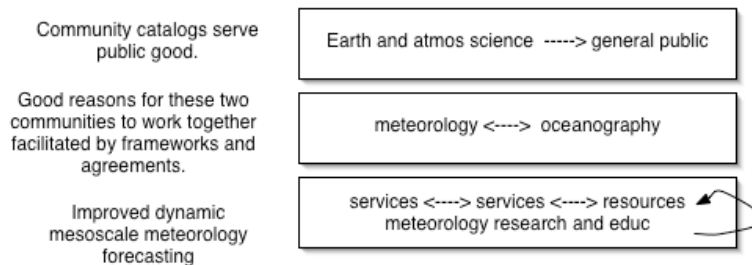 Community catalogs serve
public good.
Earth and atmos science -----> general public
Good reasons for these two
communities to work together
facilitated by frameworks and
agreements.
meteorology <----> oceanography
Improved dynamic
mesoscale meteorology
forecasting
services <----> services <----> resources
meteorology research and educ